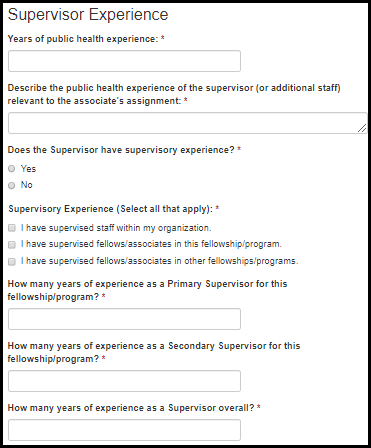 Supervisor Experience
Years of public health experience: *
Describe the public health experience of the supervisor (or additional staff)
relevant to the associate's assignment: *
Does the Supervisor have supervisory experience? *
Yes
No
Supervisory Experience (Select all that apply): *
I have supervised staff within my organization.
I have supervised fellows/associates in this fellowship/program.
I have supervised fellows/associates in other fellowships/programs.
How many years of experience as a Primary Supervisor for this
fellowship/program? *
How many years of experience as a Secondary Supervisor for this
fellowship/program? *
How many years of experience as a Supervisor overall? *